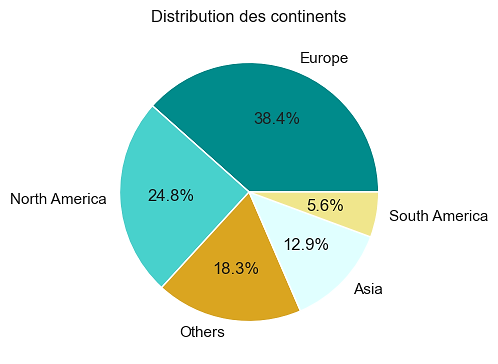 Distribution des continents
Europe
38.4%
North America
24.8%
5.6%
South America
12.9%
18.3%
Asia
Others